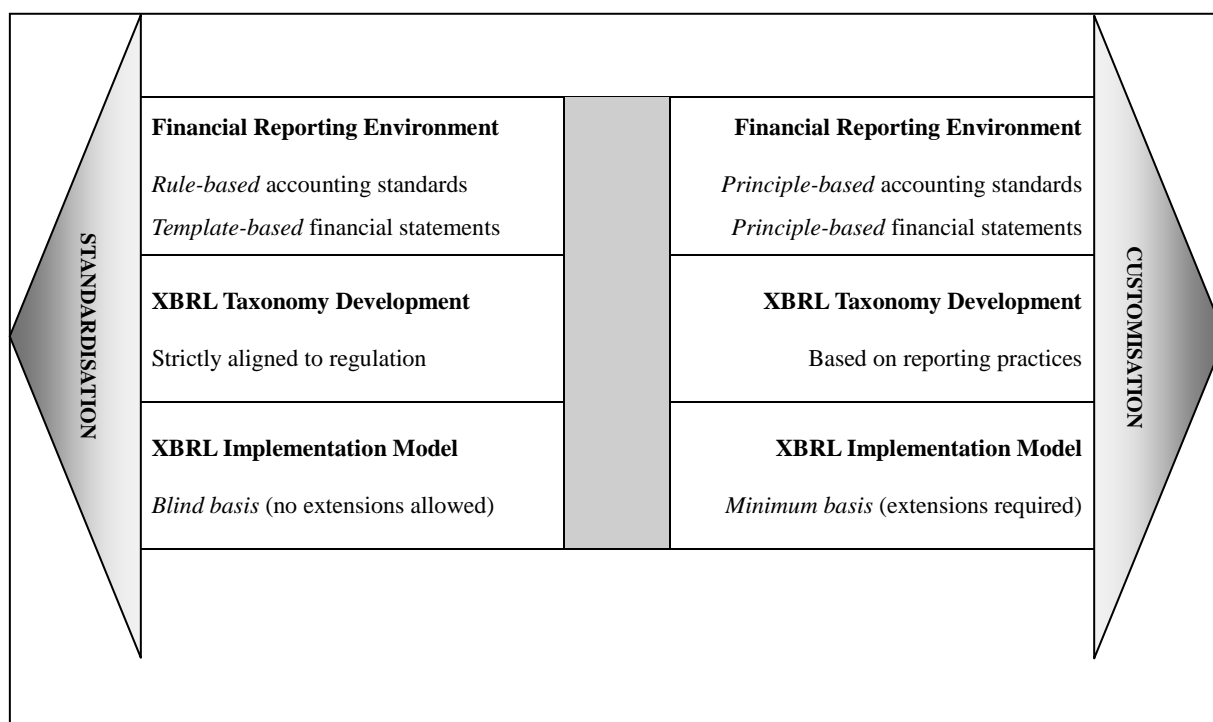 STANDARDISATION
Financial Reporting Environment
Rule-based accounting standards
Template-based financial statements
XBRL Taxonomy Development
Strictly aligned to regulation
XBRL Implementation Model
Blind basis (no extensions allowed)
Financial Reporting Environment
Principle-based accounting standards
Principle-based financial statements
XBRL Taxonomy Development
Based on reporting practices
XBRL Implementation Model
Minimum basis (extensions required)
CUSTOMISATION